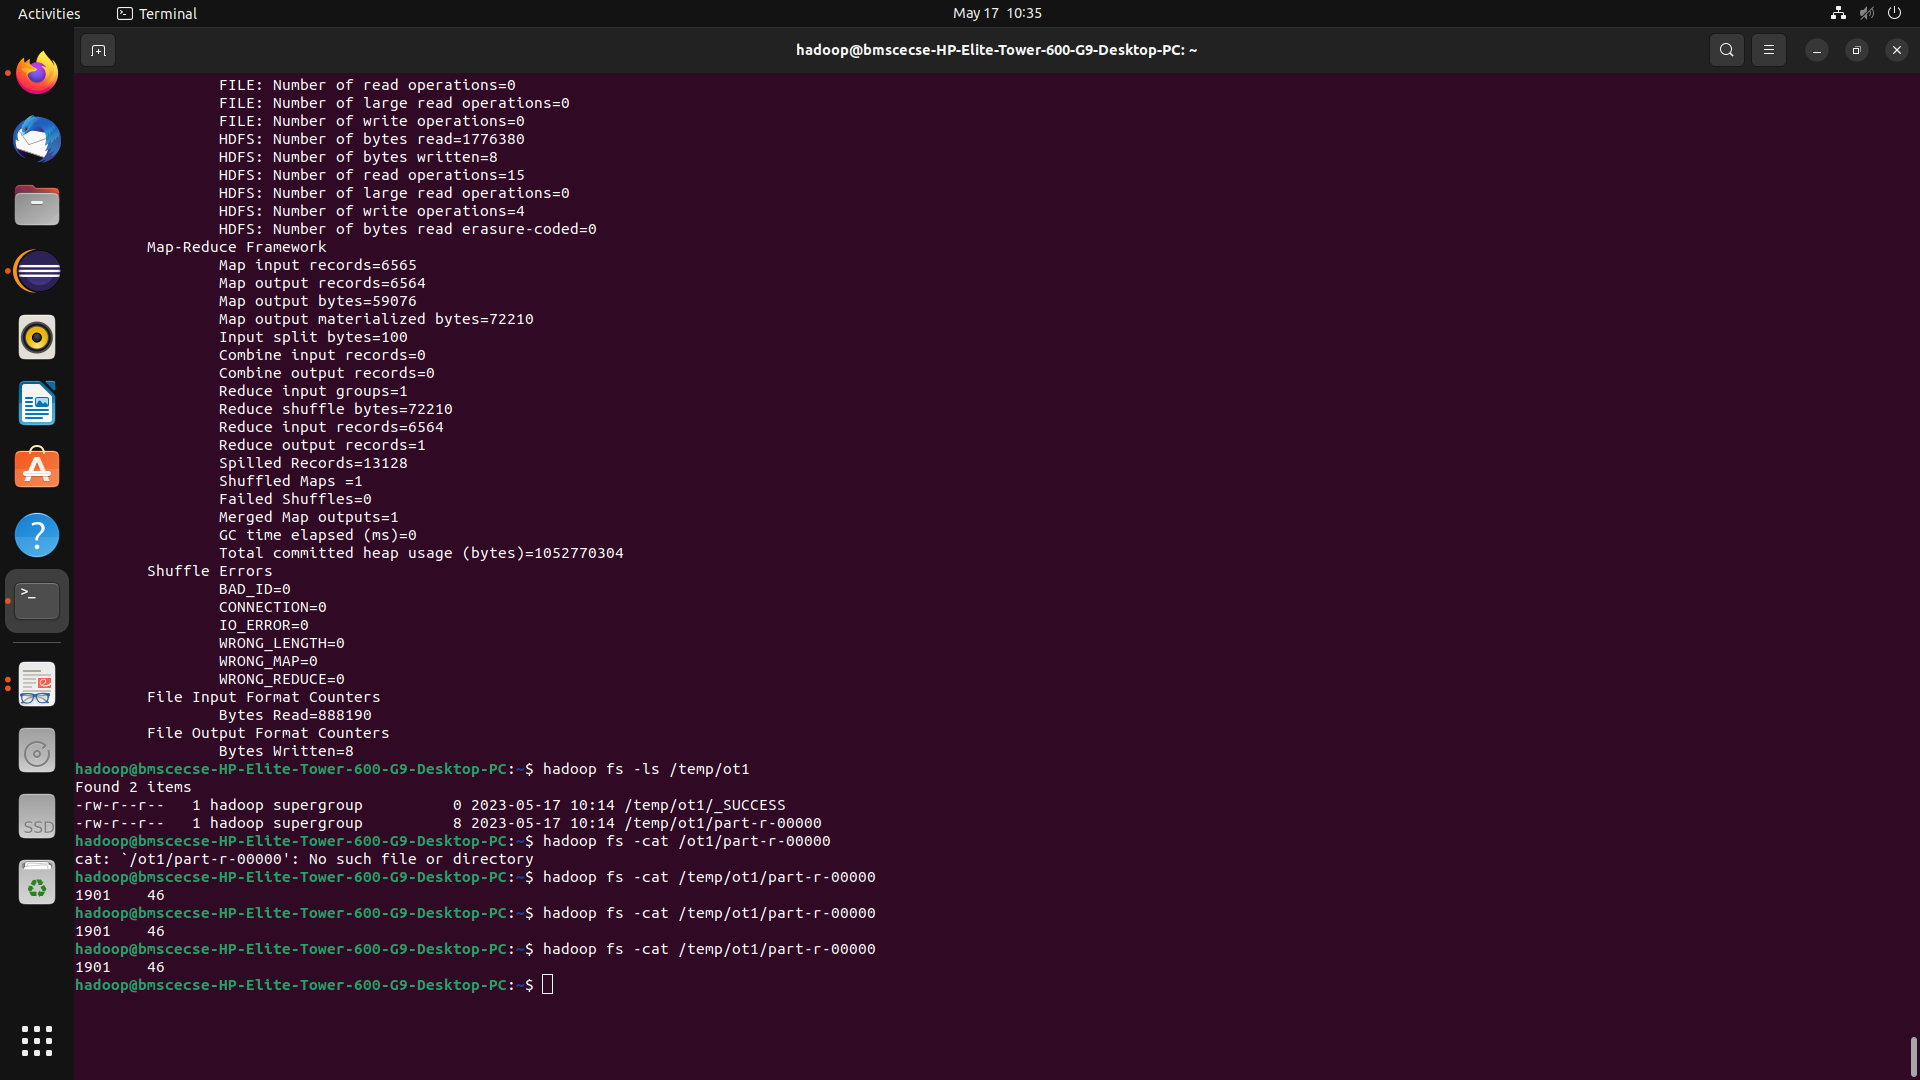 Activities
Terminal
May 17  10:35
hadoop@bmscecse-HP-Elite-Tower-600-G9-Desktop-PC: ~
FILE: Number of read operations=0
FILE: Number of large read operations=0
FILE: Number of write operations=0
HDFS: Number of bytes read=1776380
HDFS: Number of bytes written=8
HDFS: Number of read operations=15
HDFS: Number of large read operations=0
HDFS: Number of write operations=4
HDFS: Number of bytes read erasure-coded=0
Map-Reduce Framework
Map input records=6565
Map output records=6564
Map output bytes=59076
Map output materialized bytes=72210
Input split bytes=100
Combine input records=0
Combine output records=0
Reduce input groups=1
Reduce shuffle bytes=72210
Reduce input records=6564
Reduce output records=1
Spilled Records=13128
Shuffled Maps =1
Failed Shuffles=0
Merged Map outputs=1
GC time elapsed (ms)=0
Total committed heap usage (bytes)=1052770304
Shuffle Errors
BAD_ID=0
CONNECTION=0
IO_ERROR=0
WRONG_LENGTH=0
WRONG_MAP=0
WRONG_REDUCE=0
File Input Format Counters
Bytes Read=888190
File Output Format Counters
Bytes Written=8
hadoop@bmscecse-HP-Elite-Tower-600-G9-Desktop-PC:~$ hadoop fs -ls /temp/ot1
Found 2 items
-rw-r--r--   1 hadoop supergroup          0 2023-05-17 10:14 /temp/ot1/_SUCCESS
-rw-r--r--   1 hadoop supergroup          8 2023-05-17 10:14 /temp/ot1/part-r-00000
hadoop@bmscecse-HP-Elite-Tower-600-G9-Desktop-PC:~$ hadoop fs -cat /ot1/part-r-00000
cat: `/ot1/part-r-00000': No such file or directory
hadoop@bmscecse-HP-Elite-Tower-600-G9-Desktop-PC:~$ hadoop fs -cat /temp/ot1/part-r-00000
1901    46
hadoop@bmscecse-HP-Elite-Tower-600-G9-Desktop-PC:~$ hadoop fs -cat /temp/ot1/part-r-00000
1901    46
hadoop@bmscecse-HP-Elite-Tower-600-G9-Desktop-PC:~$ hadoop fs -cat /temp/ot1/part-r-00000
1901    46
hadoop@bmscecse-HP-Elite-Tower-600-G9-Desktop-PC:~$
SSD